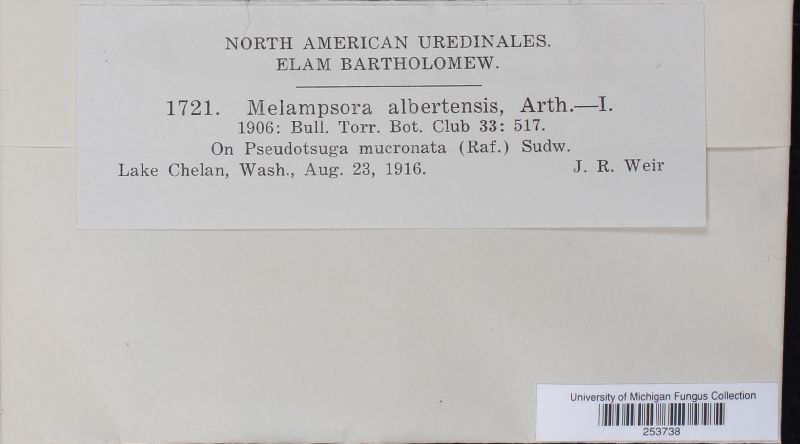 NORTH AMERICAN UREDINALES.
ELAM BARTHOLOMEW.
1721. Melampsora albertensis, Arth.—I.
1906: Bull. Torr. Bot. Club 33: 517.
On Pseudotsuga mucronata (Raf.) Sudw.
Lake Chelan, Wash., Aug. 23, 1916. J. R. Weir
University of Michigan Fungus Collection
253738